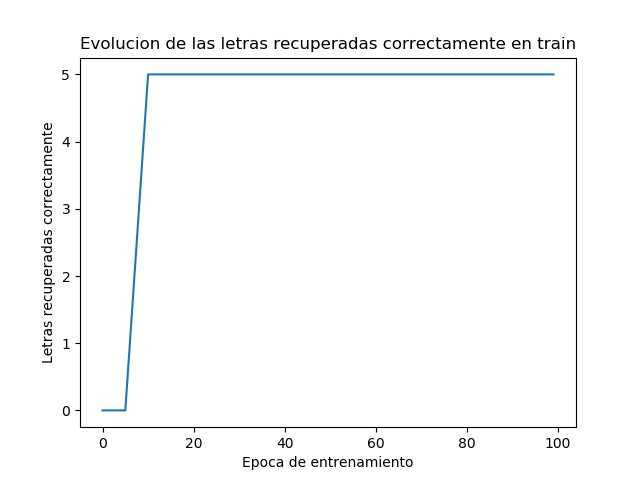 Evolucion de las letras recuperadas correctamente en train
5
4
3
2
1
0
Letras recuperadas correctamente
0 20 40 60 80 100
Epoca de entrenamiento